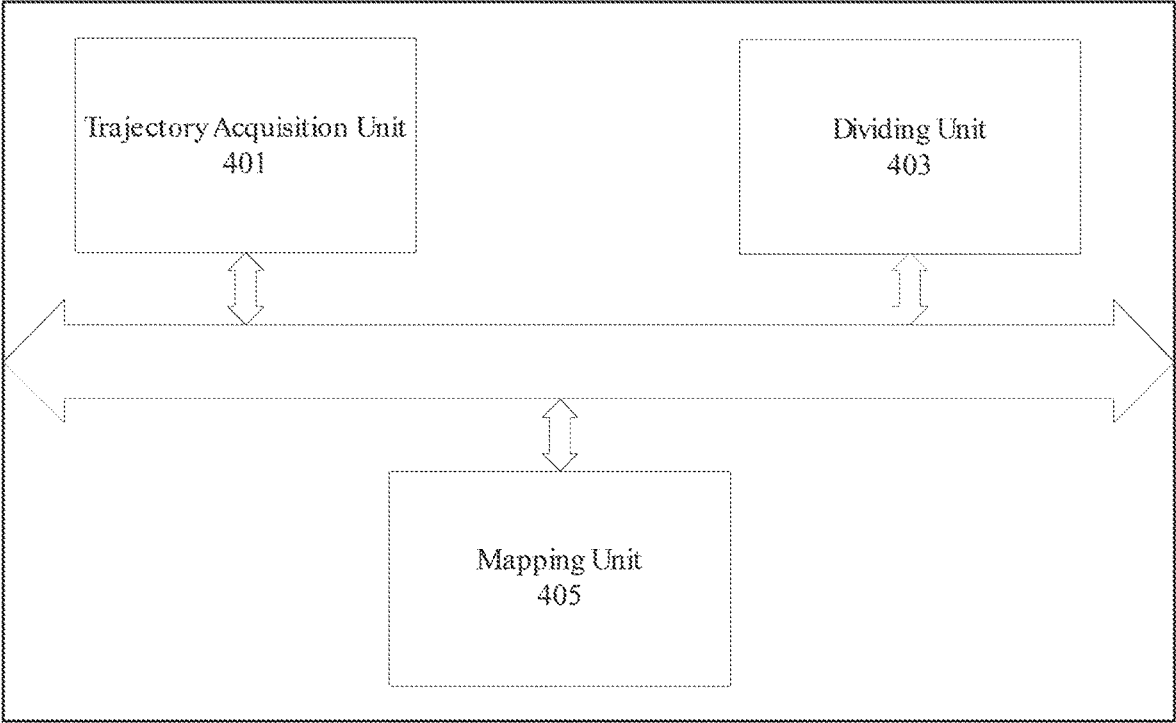 Trajectory Acquisition Unit
401
Dividing Unit
403
Mapping Unit
405